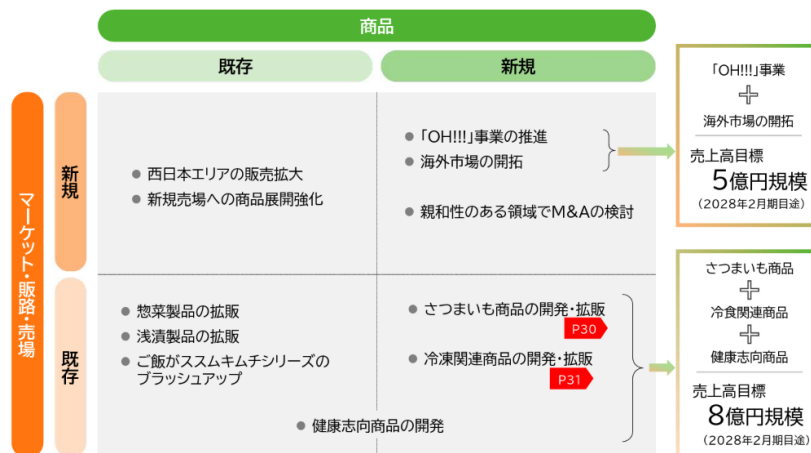 商品
既存
新規
マーケット・販路・売場
新規
既存
● 西日本エリアの販売拡大
● 新規売場への商品展開強化
● 「OH!!!」事業の推進
● 海外市場の開拓
● 親和性のある領域でM&Aの検討
● 惣菜製品の拡販
● 浅漬製品の拡販
● ご飯がススムキムチシリーズの
ブラッシュアップ
● さつまいも商品の開発・拡販
P30
● 冷凍関連商品の開発・拡販
P31
● 健康志向商品の開発
「OH!!!」事業
+
海外市場の開拓
売上高目標
5億円規模
(2028年2月期目途)
さつまいも商品
+
冷食関連商品
+
健康志向商品
売上高目標
8億円規模
(2028年2月期目途)